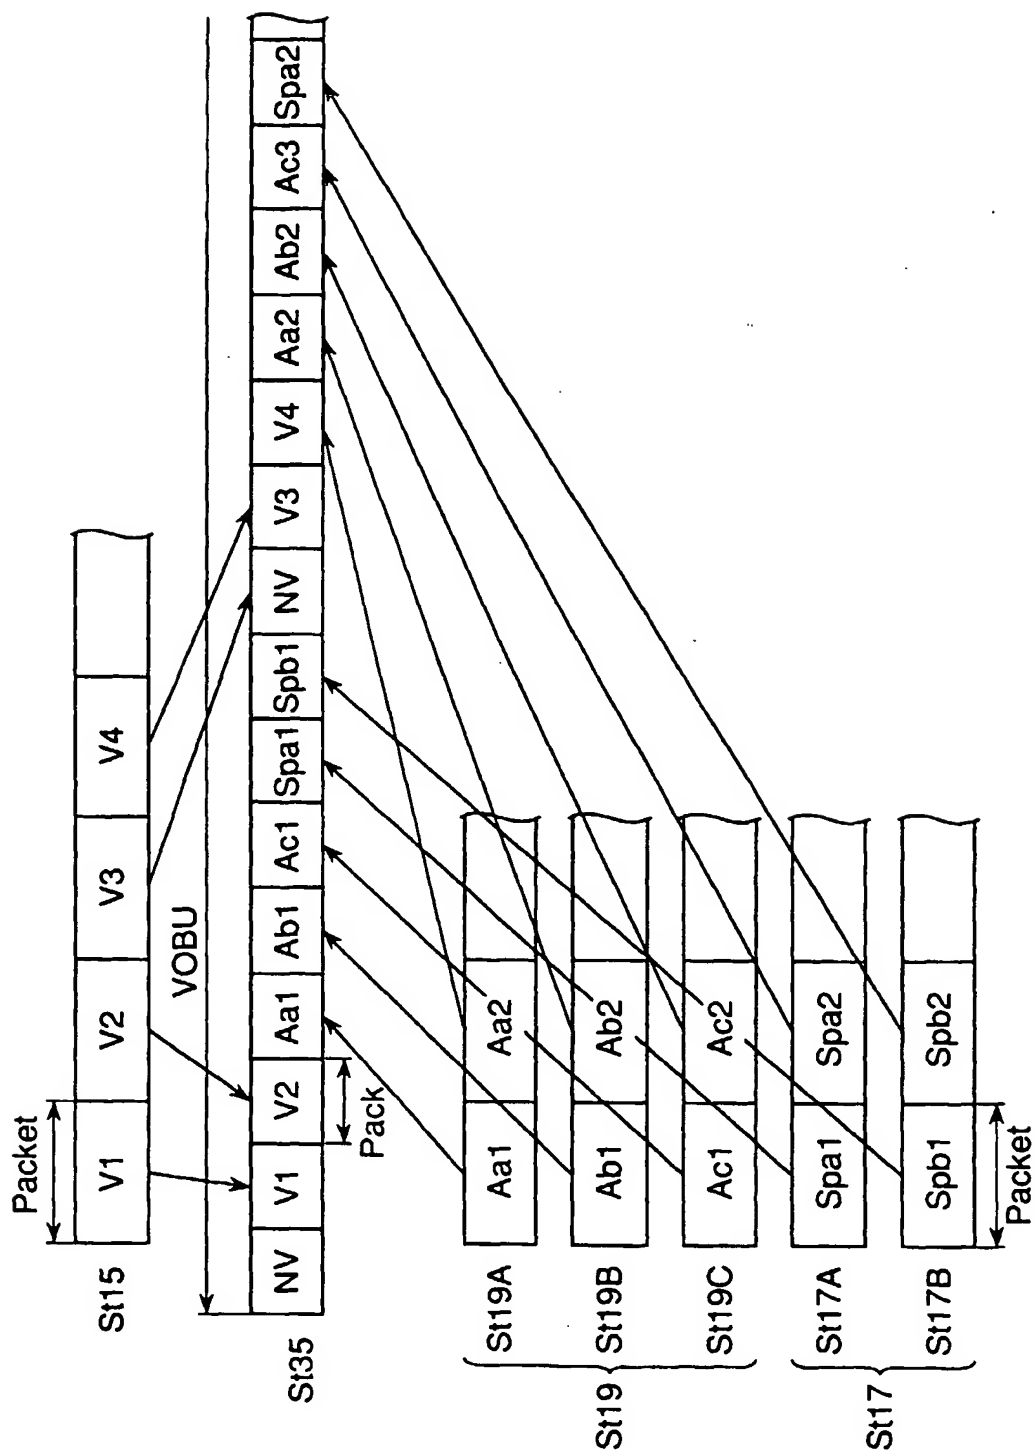 Packet
St15 V1 V2 V3 V4
VOBU
St35 NV V1 V2 Aa1 Ab1 Ac1 Spa1 Spb1 NV V3 V4 Aa2 Ab2 Ac3 Spa2
Pack
St19A Aa1 Aa2
St19
St19B Ab1 Ab2
St19C Ac1 Ac2
St17A Spa1 Spa2
St17
St17B Spb1 Spb2
Packet